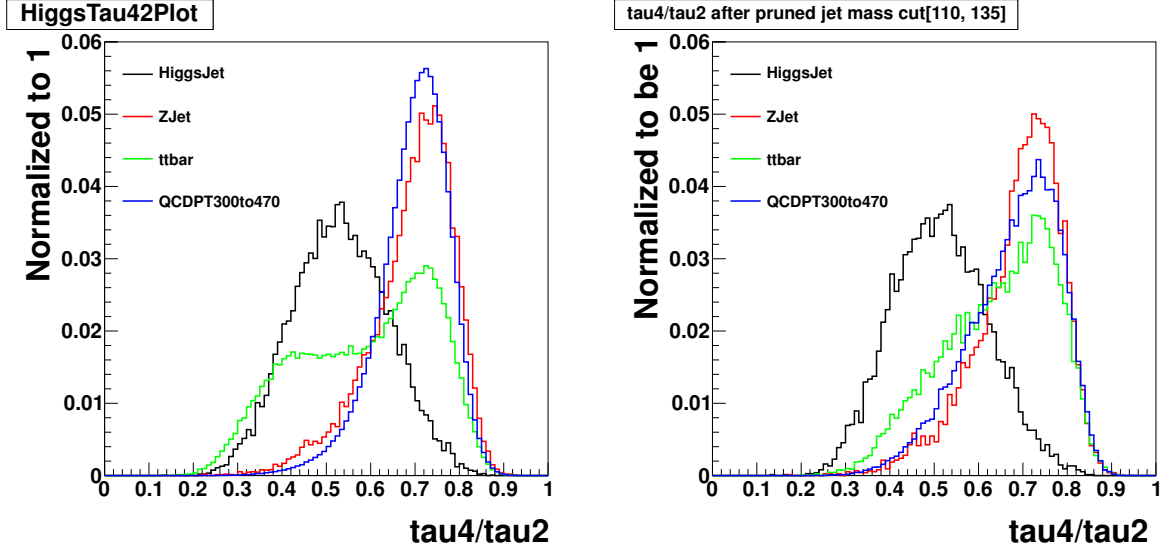 HiggsTau42Plot
Normalized to 1
0.06
0.05
0.04
0.03
0.02
0.01
0
HiggsJet
ZJet
ttbar
QCDPT300to470
0 0.1 0.2 0.3 0.4 0.5 0.6 0.7 0.8 0.9 1
tau4/tau2
tau4/tau2 after pruned jet mass cut[110, 135]
Normalized to be 1
0.06
0.05
0.04
0.03
0.02
0.01
0
HiggsJet
ZJet
ttbar
QCDPT300to470
0 0.1 0.2 0.3 0.4 0.5 0.6 0.7 0.8 0.9 1
tau4/tau2